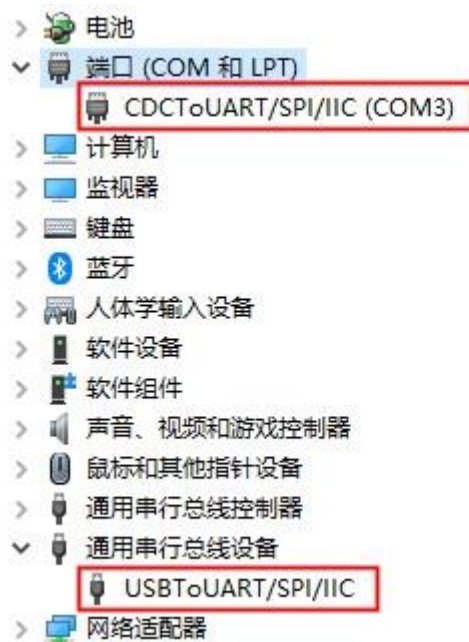 电池
端口 (COM 和 LPT)
CDCToUART/SPI/IIC (COM3)
计算机
监视器
键盘
蓝牙
人体学输入设备
软件设备
软件组件
声音、视频和游戏控制器
鼠标和其他指针设备
通用串行总线控制器
通用串行总线设备
USBToUART/SPI/IIC
网络适配器